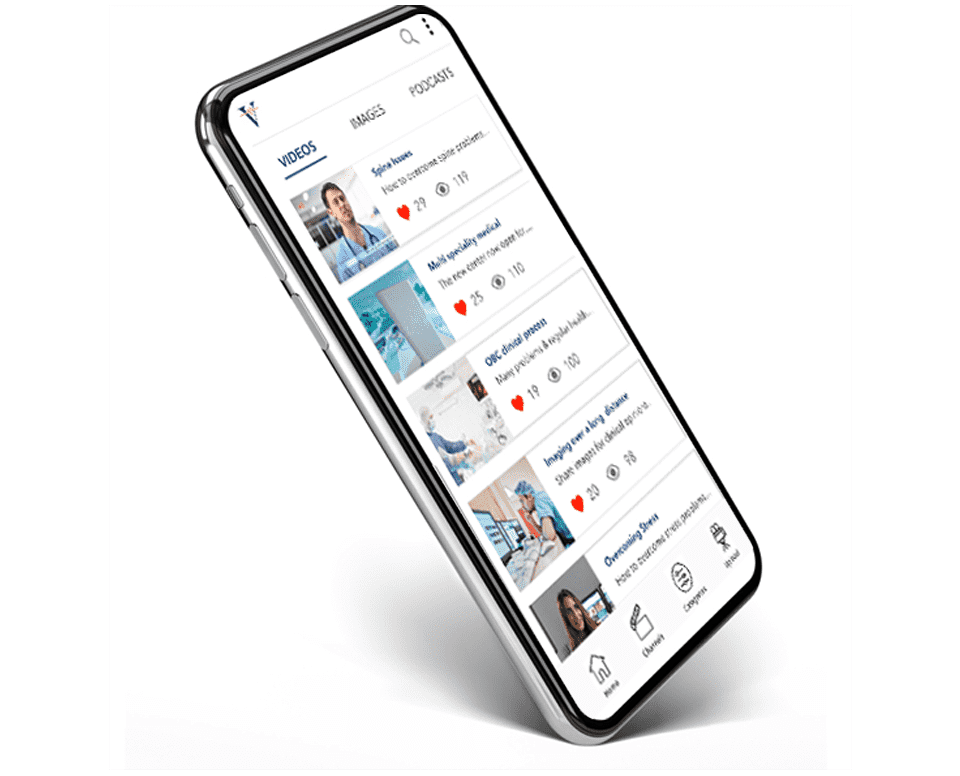 V
VIDEOS
IMAGES
PODCASTS
Spine Issues
How to overcome spine problems...
29
119
Multi speciality medical
The new center now open for....
25
110
OBC clinical process
Many problems & regular health...
19
100
Imaging over a long distance
Share images for clinical opinio...
20
98
Overcoming Stress
How to overcome stress problems...
Home
Channels
Categories